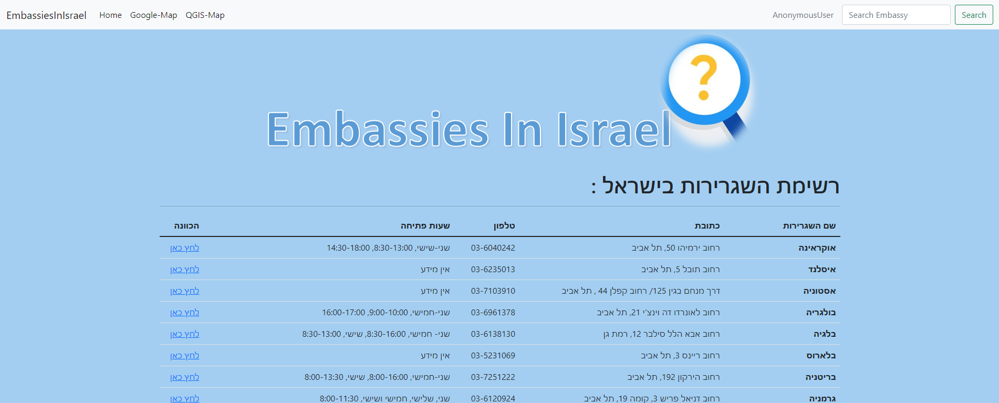 EmbassiesInIsrael Home Google-Map QGIS-Map AnonymousUser Search Embassy Search
?
Embassies In Israel
רשימת השגרירות בישראל :
שם השגרירות כתובת טלפון שעות פתיחה הכוונה
אוקראינה רחוב ירמיהו 50, תל אביב 03-6040242 שני-שישי, 8:30-13:00, 14:30-18:00 לחץ כאן
איסלנד רחוב תובל 5, תל אביב 03-6235013 אין מידע לחץ כאן
אסטוניה דרך מנחם בגין 125/ רחוב קפלן 44 , תל אביב 03-7103910 אין מידע לחץ כאן
בולגריה רחוב לאונרדו דה וינצ'י 21, תל אביב 03-6961378 שני-חמישי, 9:00-10:00, 16:00-17:00 לחץ כאן
בלגיה רחוב אבא הלל סילבר 12, רמת גן 03-6138130 שני- חמישי, 8:30-16:00, שישי, 8:30-13:00 לחץ כאן
בלארוס רחוב ריינס 3, תל אביב 03-5231069 אין מידע לחץ כאן
בריטניה רחוב הירקון 192, תל אביב 03-7251222 שני-חמישי, 8:00-16:00, שישי, 8:00-13:30 לחץ כאן
גרמניה רחוב דניאל פריש 3, קומה 19, תל אביב 03-6120924 שני, שלישי, חמישי ושישי, 8:00-11:30 לחץ כאן